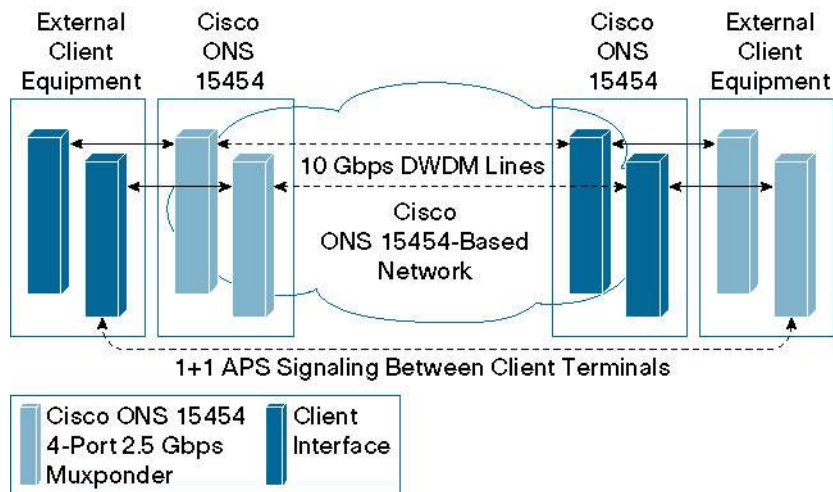 External
Client
Equipment
Cisco
ONS
15454
Cisco
ONS
15454
External
Client
Equipment
10 Gbps DWDM Lines
Cisco
ONS 15454-Based
Network
1+1 APS Signaling Between Client Terminals
Cisco ONS 15454
4-Port 2.5 Gbps
Muxponder
Client
Interface